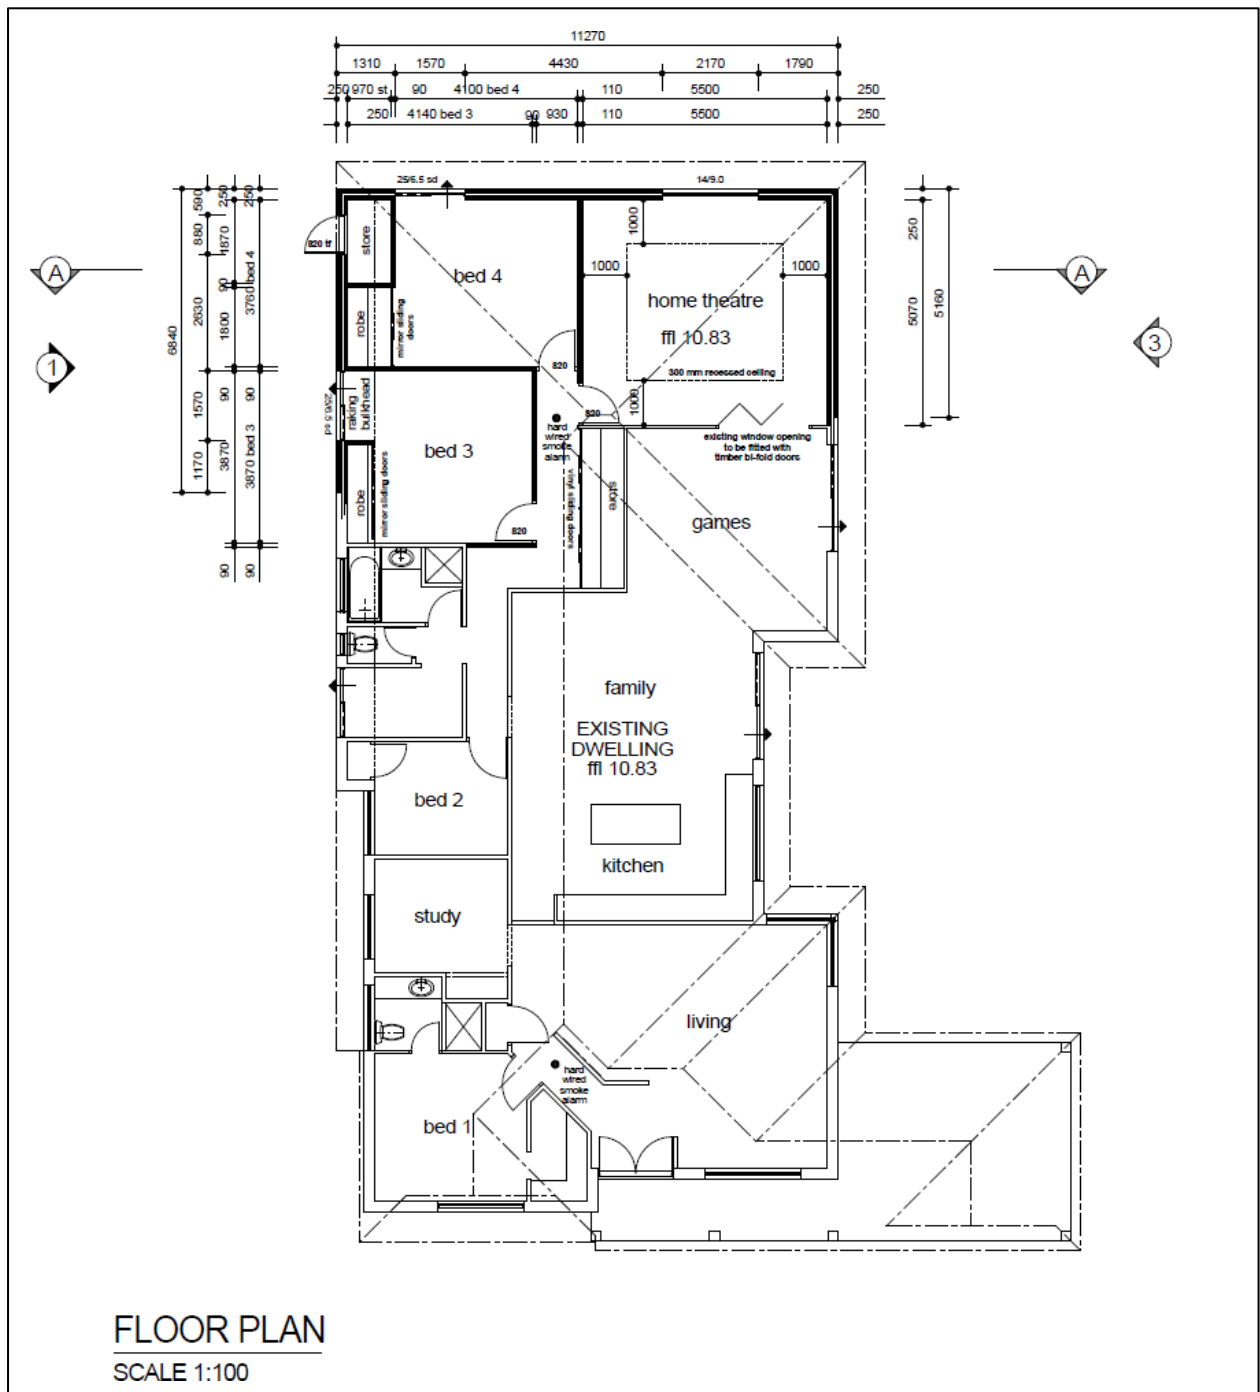 11270
1310 1570 4430 2170 1790
250 970 st 90 4100 bed 4 110 5500 250
250 4140 bed 3 90 930 110 5500 250
25/6.5 sd
14/9.0
590
250
250
880
1870
3760 bed 4
90
2630
1800
6840
1570
90
90
1170
3870
3870 bed 3
90
90
250
5070
5160
A
A
1
3
820 tf
store
bed 4
robe
mirror sliding
doors
820
1000
1000
1000
home theatre
ffl 10.83
300 mm recessed ceiling
1000
820
25/6.5 sd
raking
bulkhead
bed 3
robe
mirror sliding doors
820
hard
wired
smoke
alarm
vinyl sliding doors
store
existing window opening
to be fitted with
timber bi-fold doors
games
family
EXISTING
DWELLING
ffl 10.83
bed 2
kitchen
study
living
hard
wired
smoke
alarm
bed 1
FLOOR PLAN
SCALE 1:100